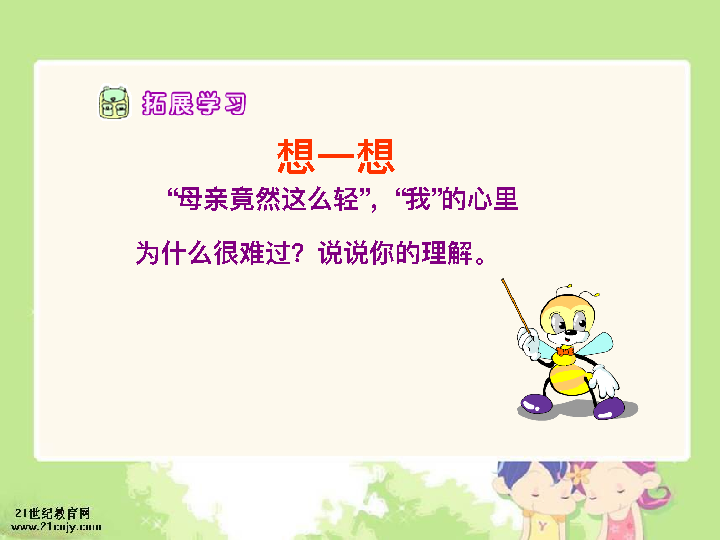 拓展学习
想一想
“母亲竟然这么轻”，“我”的心里
为什么很难过？说说你的理解。
21世纪教育网
www.21cnjy.com